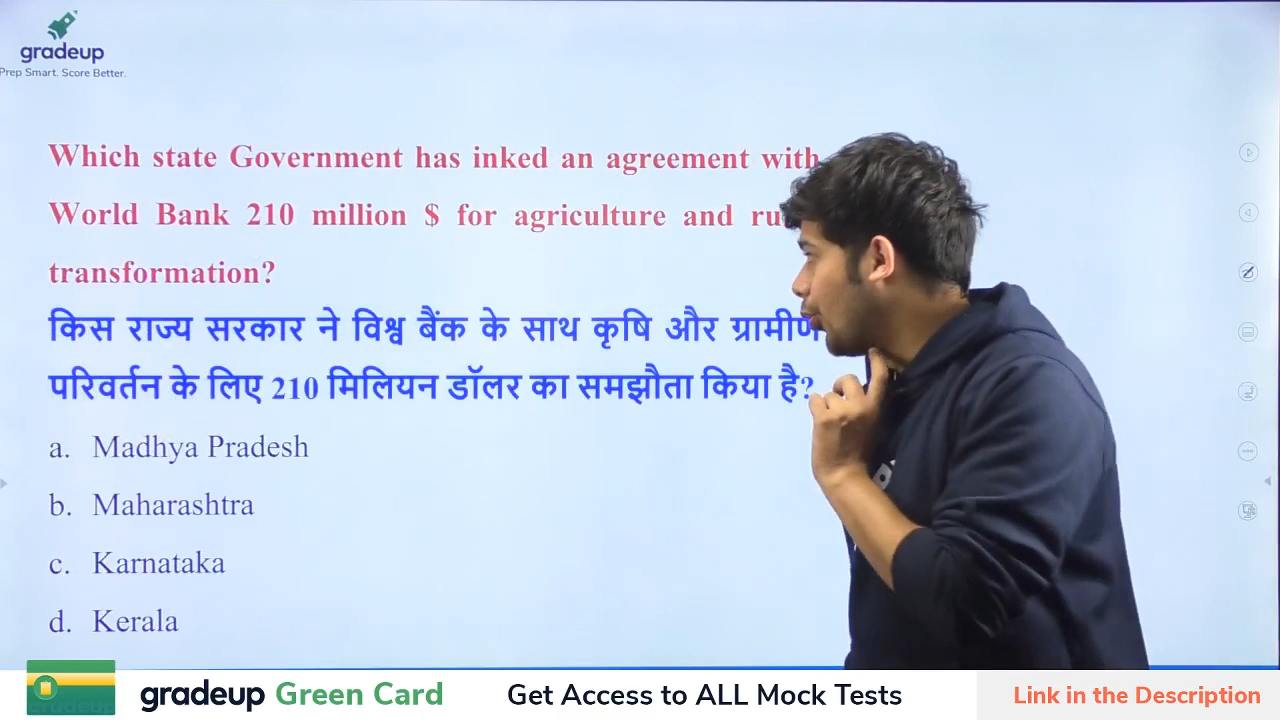 gradeup
Prep Smart. Score Better.
Which state Government has inked an agreement with
World Bank 210 million $ for agriculture and
transformation?
किस राज्य सरकार ने विश्व बैंक के साथ कृषि और ग्रामीण
परिवर्तन के लिए 210 मिलियन डॉलर का समझौता किया है?
a. Madhya Pradesh
b. Maharashtra
c. Karnataka
d. Kerala
gradeup Green Card Get Access to ALL Mock Tests Link in the Description